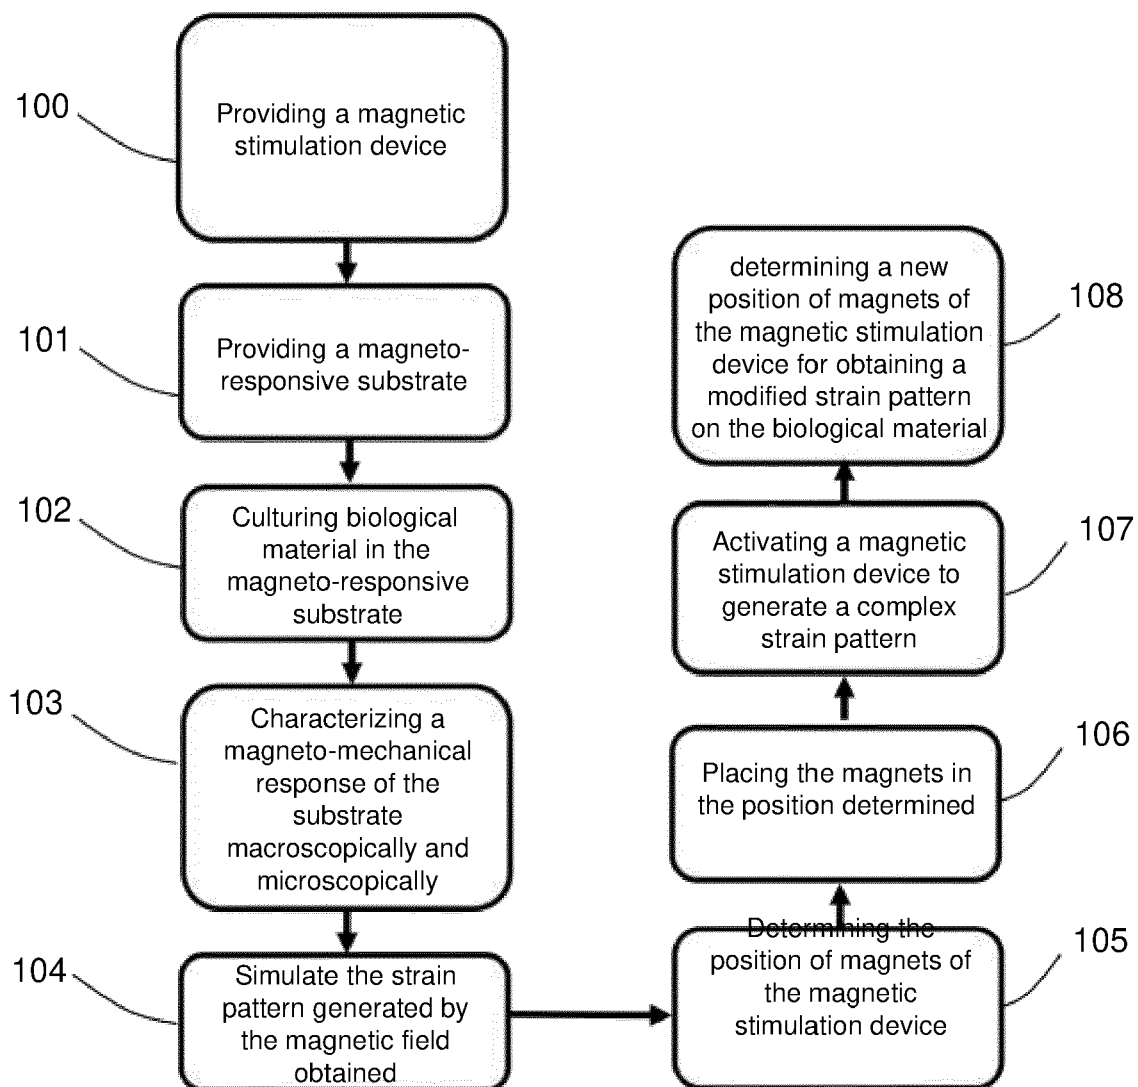 100
Providing a magnetic
stimulation device
101
Providing a magneto-
responsive substrate
102
Culturing biological
material in the
magneto-responsive
substrate
103
Characterizing a
magneto-mechanical
response of the
substrate
macroscopically and
microscopically
104
Simulate the strain
pattern generated by
the magnetic field
obtained
105
Determining the
position of magnets of
the magnetic
stimulation device
106
Placing the magnets in
the position determined
107
Activating a magnetic
stimulation device to
generate a complex
strain pattern
108
determining a new
position of magnets of
the magnetic stimulation
device for obtaining a
modified strain pattern
on the biological material